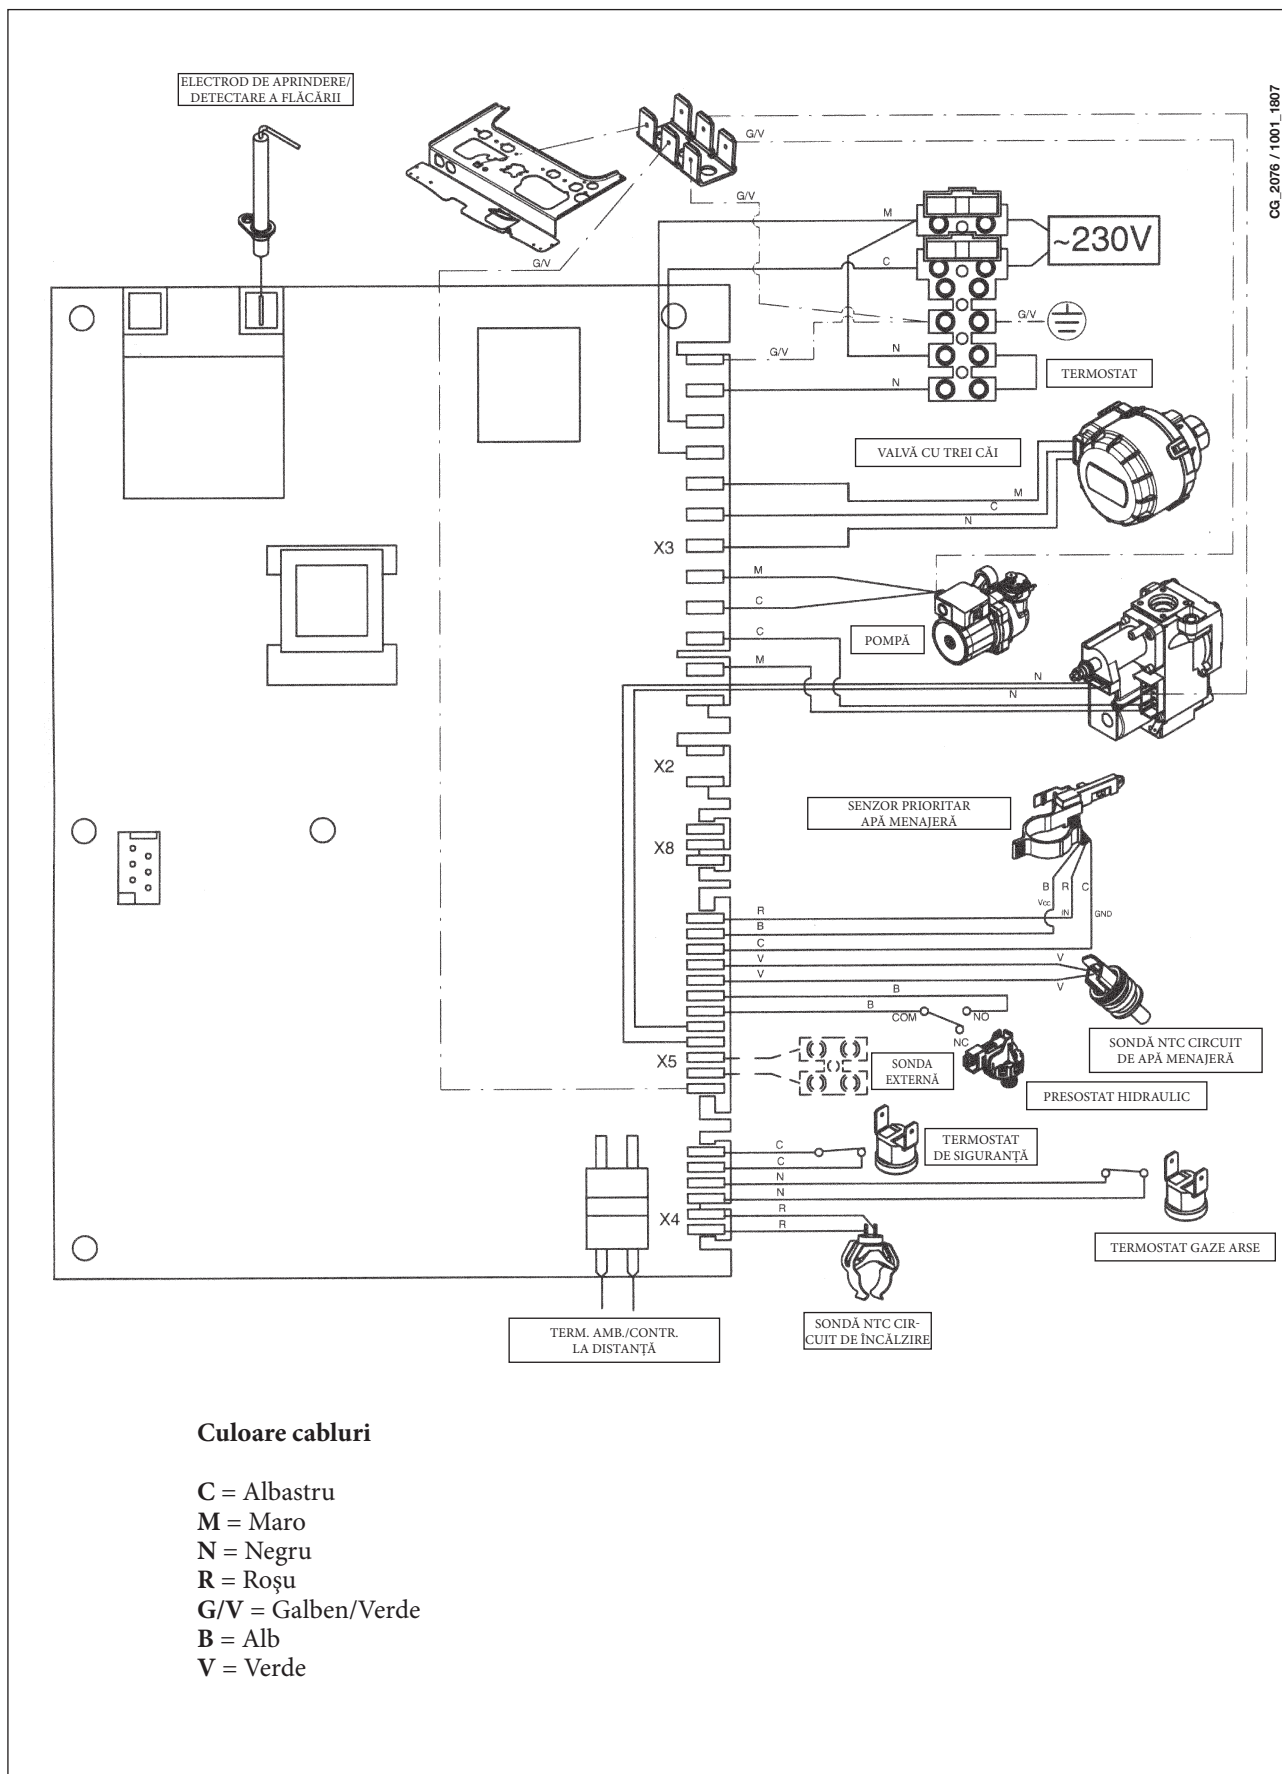 ELECTROD DE APRINDERE/
DETECTARE A FLĂCĂRII
CG_2076 / 1001_1807
G/V
G/V
M
~230V
G/V
C
G/V
G/V
N
TERMOSTAT
N
VALVĂ CU TREI CĂI
M
C
N
X3
M
C
POMPĂ
C
M
N
N
X2
SENZOR PRIORITAR
APĂ MENAJERĂ
X8
B R C
Vcc
IN
GND
R
B
C
V
V
V
V
B
B
COM
NO
NC
SONDĂ NTC CIRCUIT
DE APĂ MENAJERĂ
X5
SONDA
EXTERNĂ
PRESOSTAT HIDRAULIC
TERMOSTAT
DE SIGURANȚĂ
C
C
N
N
X4
R
R
TERMOSTAT GAZE ARSE
TERM. AMB./CONTR.
LA DISTANȚĂ
SONDĂ NTC CIR-
CUIT DE ÎNCĂLZIRE
Culoare cabluri
C = Albastru
M = Maro
N = Negru
R = Roşu
G/V = Galben/Verde
B = Alb
V = Verde